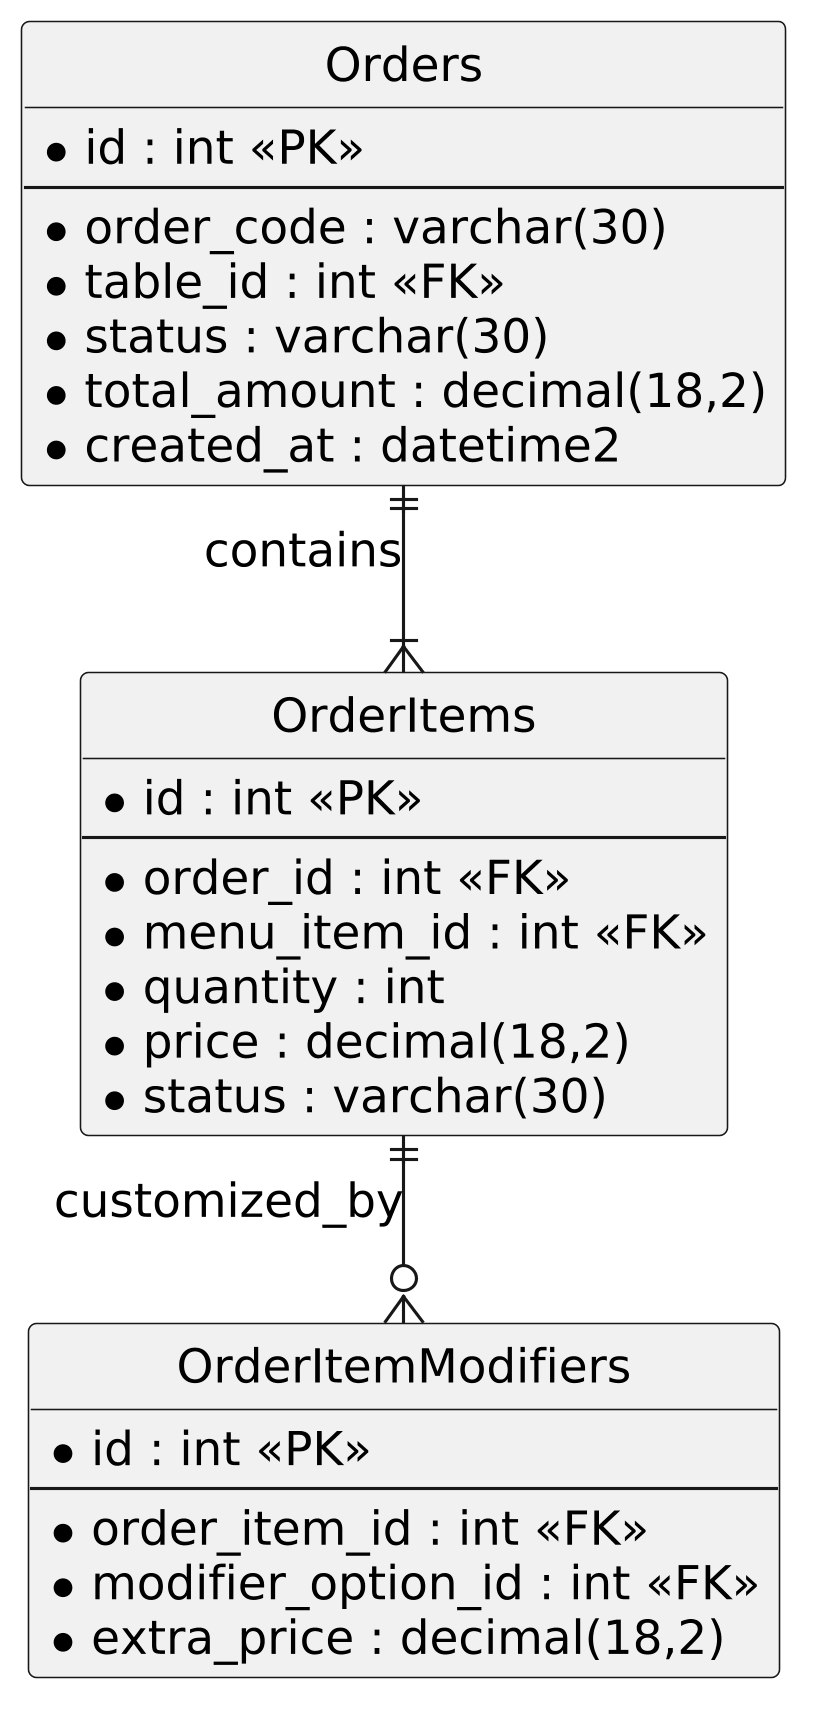 Orders
id : int «PK»
order_code : varchar(30)
table_id : int «FK»
status : varchar(30)
total_amount : decimal(18,2)
created_at : datetime2
contains
OrderItems
id : int «PK»
order_id : int «FK»
menu_item_id : int «FK»
quantity : int
price : decimal(18,2)
status : varchar(30)
customized_by
OrderItemModifiers
id : int «PK»
order_item_id : int «FK»
modifier_option_id : int «FK»
extra_price : decimal(18,2)